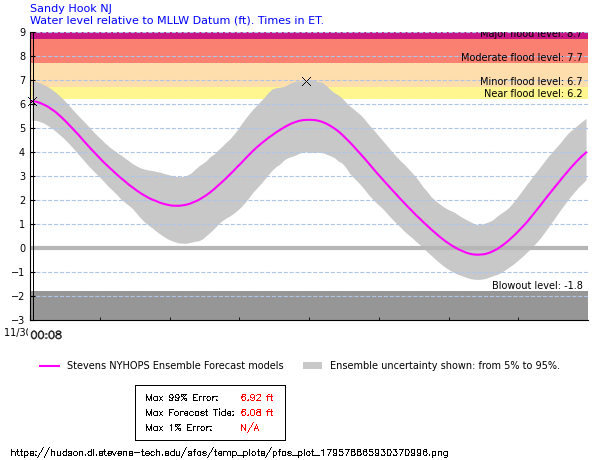 Sandy Hook NJ
Water level relative to MLLW Datum (ft). Times in ET.
9
Major flood level: 8.7
8
Moderate flood level: 7.7
7
Minor flood level: 6.7
Near flood level: 6.2
6
5
4
3
2
1
0
−1
Blowout level: -1.8
−2
−3
11/30
00:08
Stevens NYHOPS Ensemble Forecast models
Ensemble uncertainty shown: from 5% to 95%.
Max 99% Error: 6.92 ft
Max Forecast Tide: 6.08 ft
Max 1% Error: N/A
https://hudson.dl.stevens-tech.edu/sfas/temp_plots/pfas_plot_1795788659303​70996.png